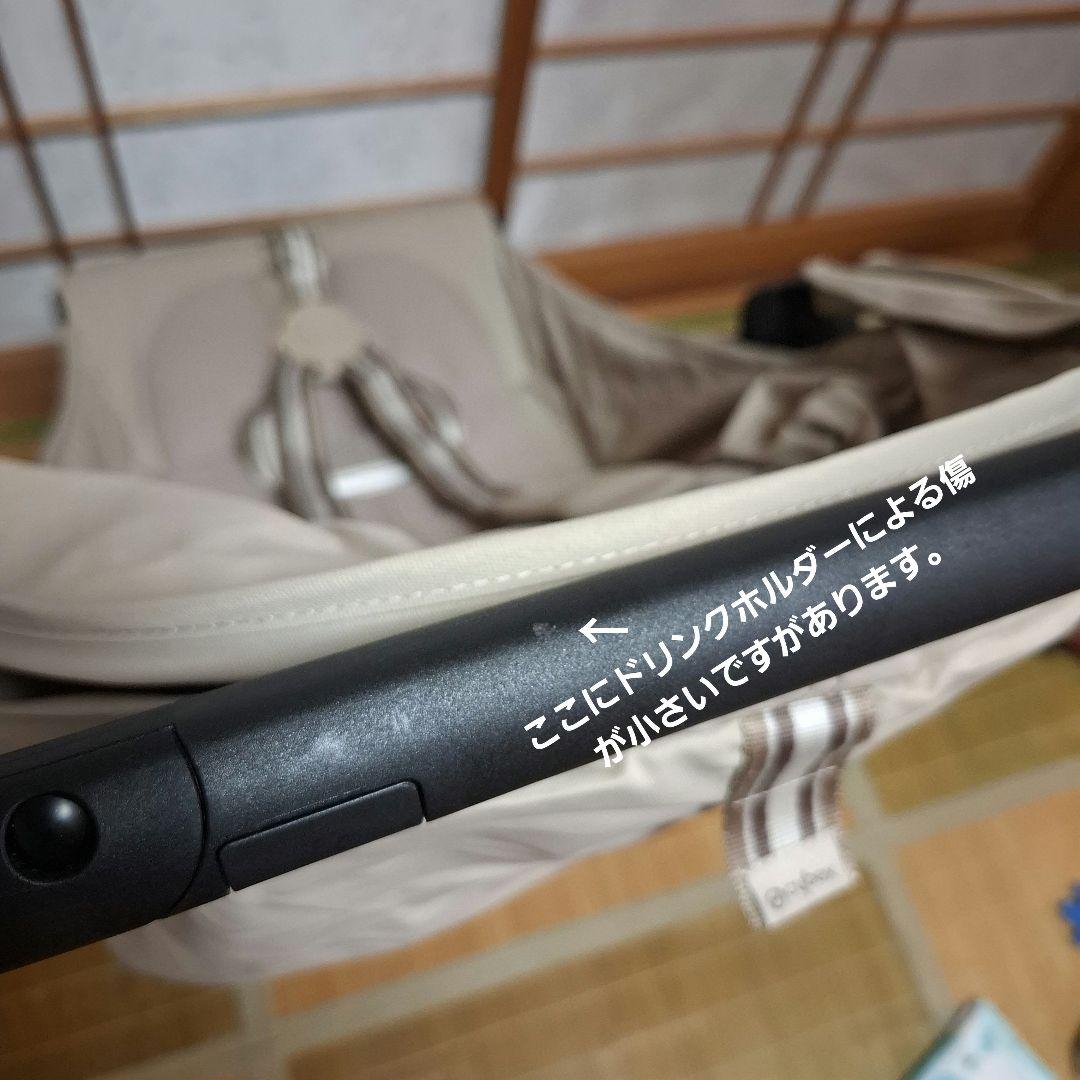 ←
ここにドリンクホルダーによる傷
が小さいですがあります。
cybex